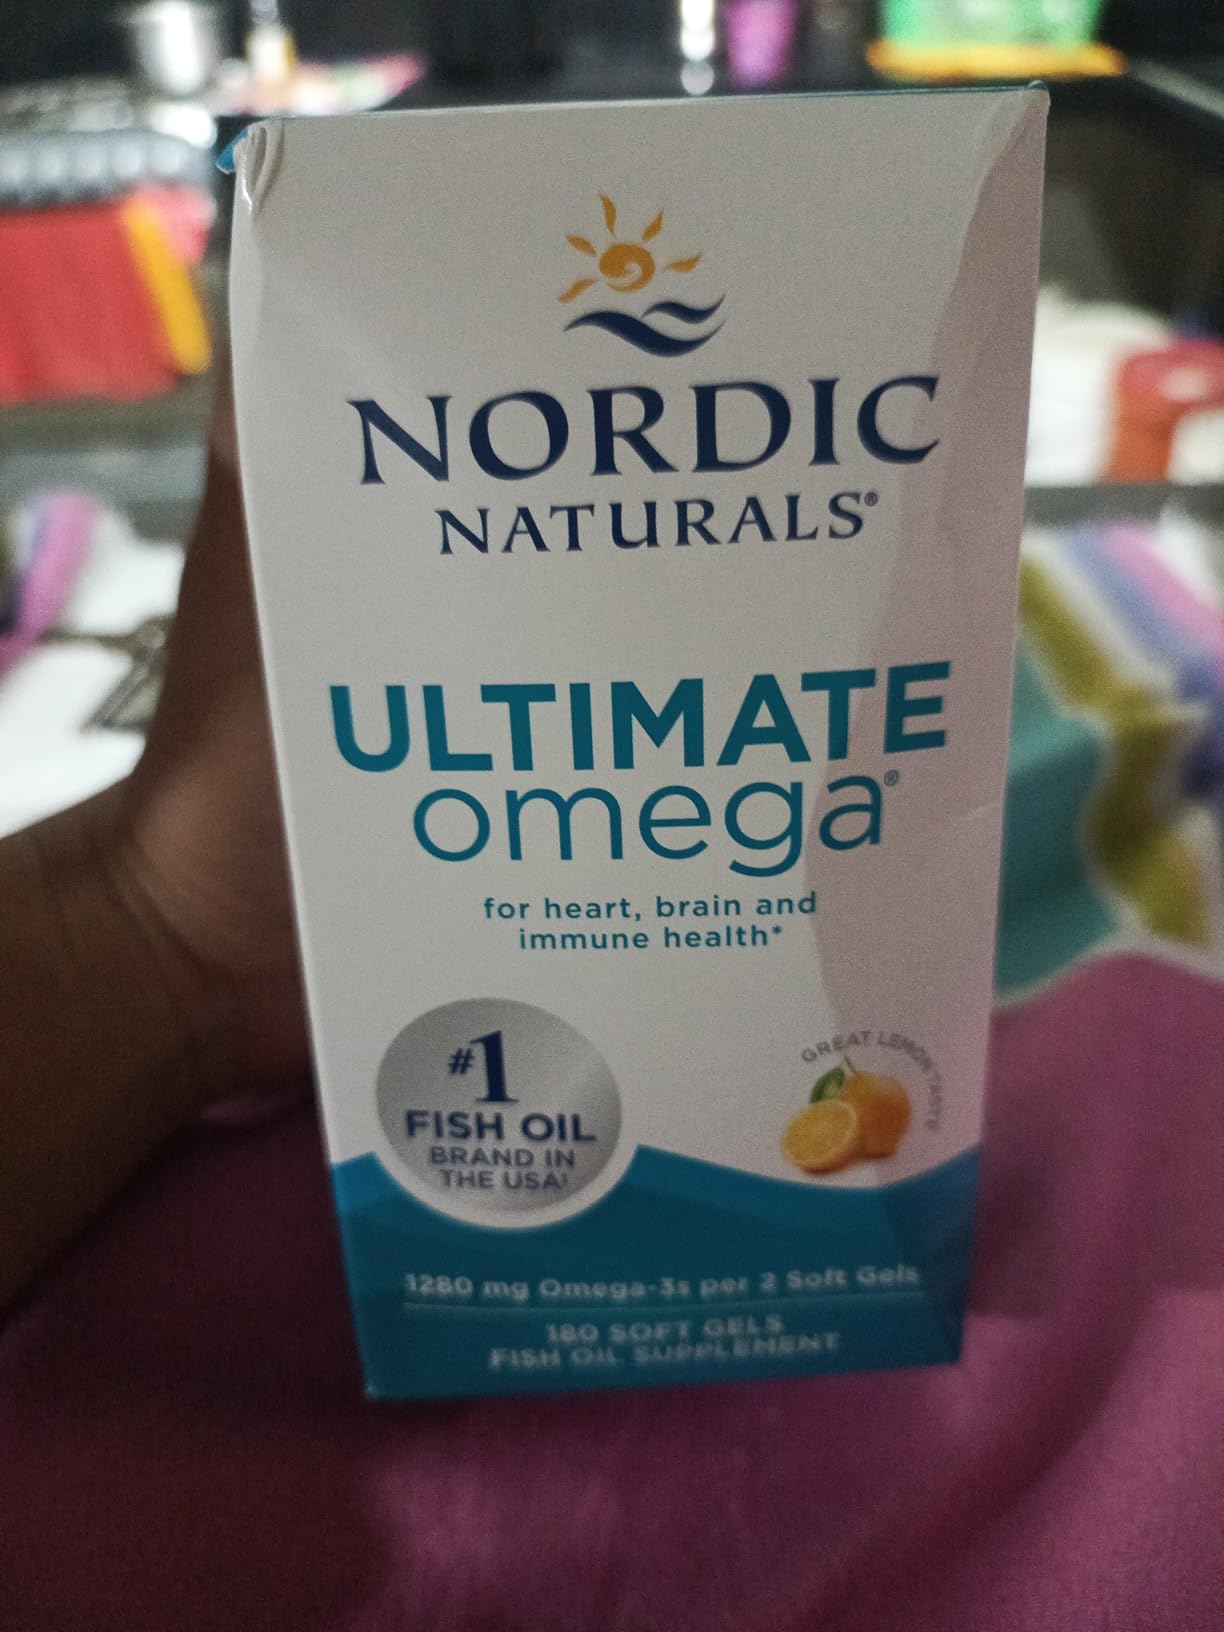 NORDIC
NATURALS®
ULTIMATE
omega®
for heart, brain and
immune health*
#1
FISH OIL
BRAND IN
THE USA‡
GREAT LEMON TASTE
1280 mg Omega-3s per 2 Soft Gels
180 SOFT GELS
FISH OIL SUPPLEMENT